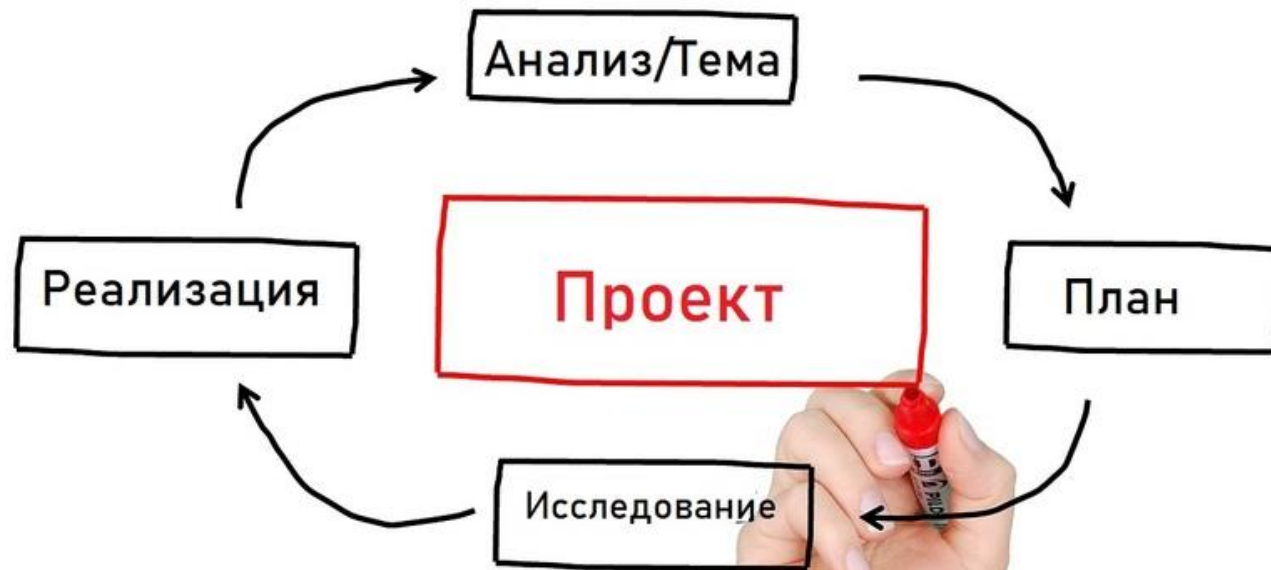 Анализ/Тема
Реализация
Проект
План
Исследование